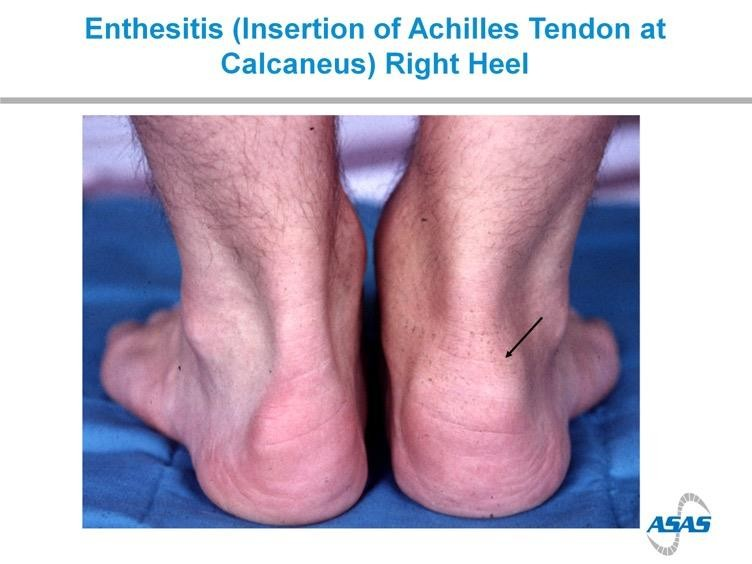 Enthesitis (Insertion of Achilles Tendon at
Calcaneus) Right Heel
ASAS